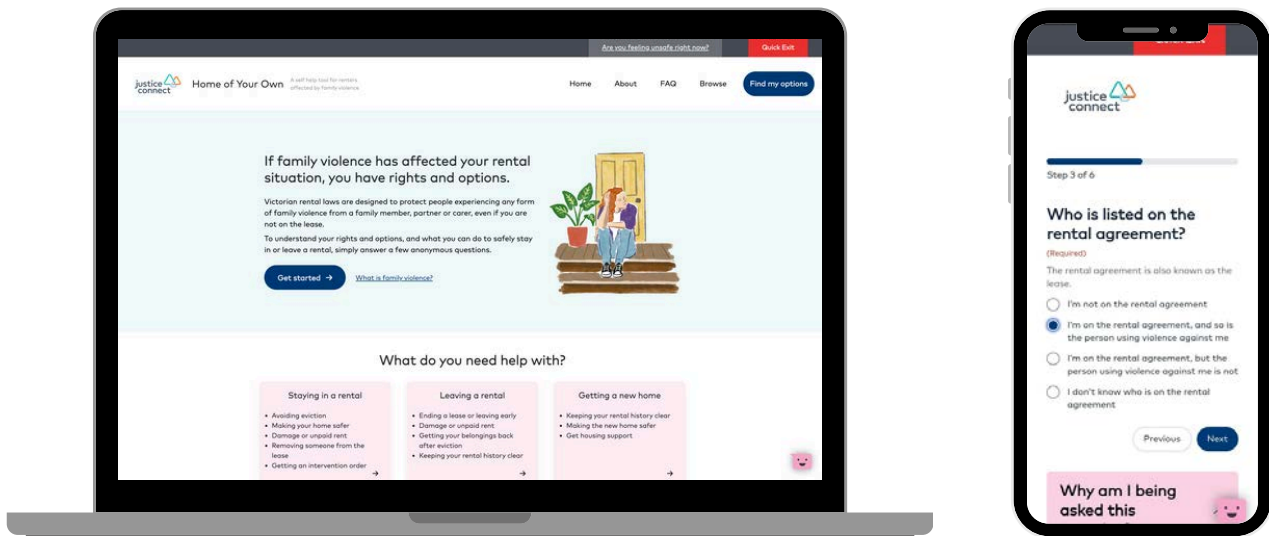 Are you feeling unsafe right now?
Quick Exit
justice
connect
Home of Your Own
A self help tool for renters
affected by family violence
Home
About
FAQ
Browse
Find my options
If family violence has affected your rental
situation, you have rights and options.
Victorian rental laws are designed to protect people experiencing any form
of family violence from a family member, partner or carer, even if you are
not on the lease.
To understand your rights and options, and what you can do to safely stay
in or leave a rental, simply answer a few anonymous questions.
Get started →
What is family violence?
What do you need help with?
Staying in a rental
• Avoiding eviction
• Making your home safer
• Damage or unpaid rent
• Removing someone from the
lease
• Getting an intervention order
→
Leaving a rental
• Ending a lease or leaving early
• Damage or unpaid rent
• Getting your belongings back
after eviction
• Keeping your rental history clear
→
Getting a new home
• Keeping your rental history clear
• Making the new home safer
• Get housing support
→
justice
connect
Step 3 of 6
Who is listed on the
rental agreement?
(Required)
The rental agreement is also known as the
lease.
I'm not on the rental agreement
I'm on the rental agreement, and so is
the person using violence against me
I'm on the rental agreement, but the
person using violence against me is not
I don't know who is on the rental
agreement
Previous
Next
Why am I being
asked this